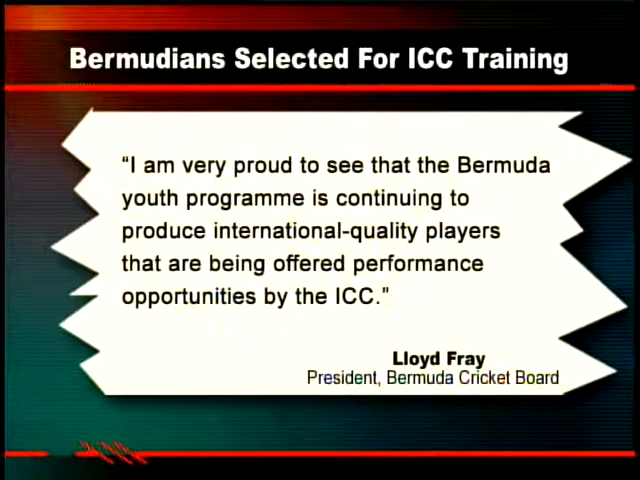 Bermudians Selected For ICC Training
“I am very proud to see that the Bermuda
youth programme is continuing to
produce international-quality players
that are being offered performance
opportunities by the ICC.”
Lloyd Fray
President, Bermuda Cricket Board